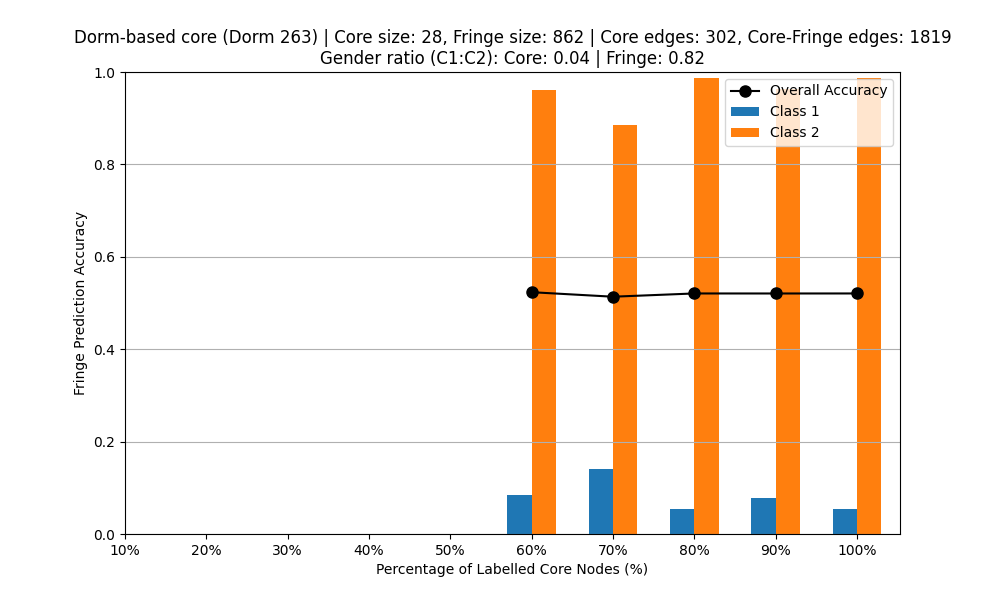 Dorm-based core (Dorm 263) | Core size: 28, Fringe size: 862 | Core edges: 302, Core-Fringe edges: 1819
Gender ratio (C1:C2): Core: 0.04 | Fringe: 0.82
1.0
0.8
0.6
0.4
0.2
0.0
Fringe Prediction Accuracy
Overall Accuracy
Class 1
Class 2
10% 20% 30% 40% 50% 60% 70% 80% 90% 100%
Percentage of Labelled Core Nodes (%)